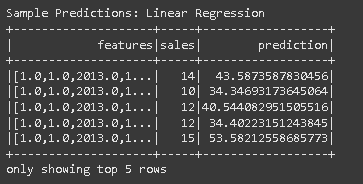 Sample Predictions: Linear Regression
+--------------------+-----+------------------+
|            features|sales|        prediction|
+--------------------+-----+------------------+
|[1.0,1.0,2013.0,1...|   14|  43.5873587830456|
|[1.0,1.0,2013.0,1...|   10| 34.34693173645064|
|[1.0,1.0,2013.0,1...|   12|40.544082951505516|
|[1.0,1.0,2013.0,1...|   12| 34.40223151243845|
|[1.0,1.0,2013.0,1...|   15| 53.58212558685773|
+--------------------+-----+------------------+
only showing top 5 rows